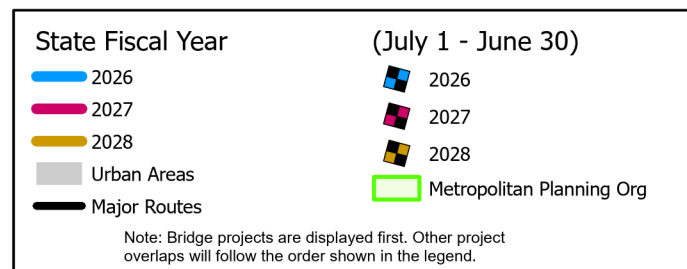 State Fiscal Year (July 1 - June 30)
2026
2027
2028
Urban Areas
Major Routes
2026
2027
2028
Metropolitan Planning Org
Note: Bridge projects are displayed first. Other project
overlaps will follow the order shown in the legend.